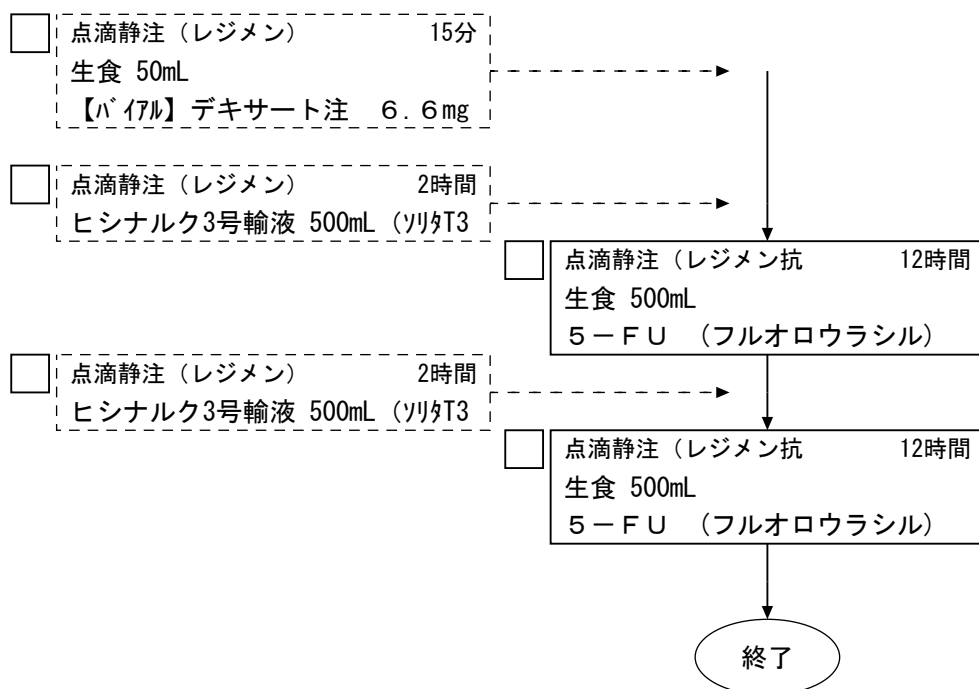 点滴静注（レジメン） 15分
生食 50mL
【ﾊﾞｲｱﾙ】デキサート注　６．６mg
点滴静注（レジメン） 2時間
ヒシナルク3号輸液 500mL（ｿﾘﾀT3
点滴静注（レジメン抗 12時間
生食 500mL
５－ＦＵ　（フルオロウラシル）
点滴静注（レジメン） 2時間
ヒシナルク3号輸液 500mL（ｿﾘﾀT3
点滴静注（レジメン抗 12時間
生食 500mL
５－ＦＵ　（フルオロウラシル）
終了